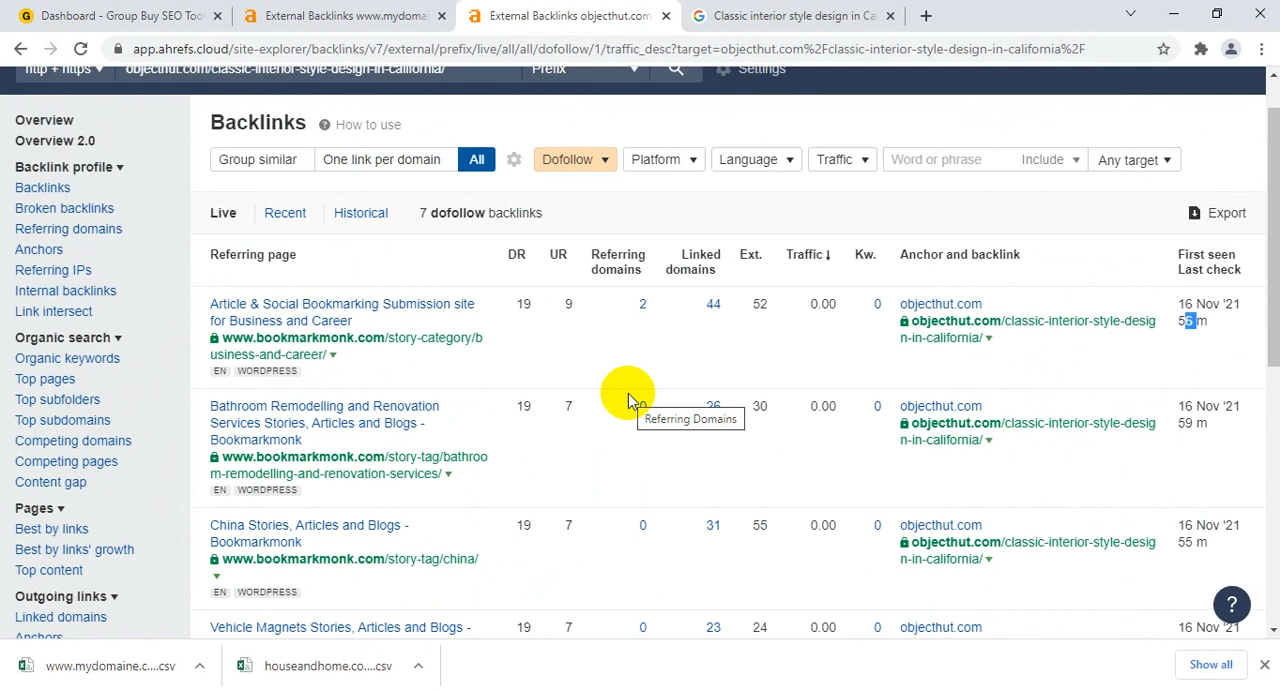 Dashboard - Group Buy SEO Too
External Backlinks www.mydoma
External Backlinks objecthut.com
Classic interior style design in Ca
app.ahrefs.cloud/site-explorer/backlinks/v7/external/prefix/live/all/all/dofollow/1/traffic_desc?target=objecthut.com%2Fclassic-interior-style-design-in-california%2F
http + https objecthut.com/classic-interior-style-design-in-california/ Prefix Settings
Overview
Overview 2.0
Backlink profile
Backlinks
Broken backlinks
Referring domains
Anchors
Referring IPs
Internal backlinks
Link intersect
Organic search
Organic keywords
Top pages
Top subfolders
Top subdomains
Competing domains
Competing pages
Content gap
Pages
Best by links
Best by links' growth
Top content
Outgoing links
Linked domains
Anchors
Backlinks ? How to use
Group similar One link per domain All Dofollow Platform Language Traffic Word or phrase Include Any target
Live Recent Historical 7 dofollow backlinks Export
Referring page DR UR Referring domains Linked domains Ext. Traffic↓ Kw. Anchor and backlink First seen Last check
Article & Social Bookmarking Submission site 19 9 2 44 52 0.00 0 objecthut.com 16 Nov '21
for Business and Career objecthut.com/classic-interior-style-desig 56 m
www.bookmarkmonk.com/story-category/b n-in-california/
usiness-and-career/
EN WORDPRESS
Bathroom Remodelling and Renovation 19 7 0 26 30 0.00 0 objecthut.com 16 Nov '21
Services Stories, Articles and Blogs - objecthut.com/classic-interior-style-desig 59 m
Bookmarkmonk n-in-california/
www.bookmarkmonk.com/story-tag/bathroo
m-remodelling-and-renovation-services/
EN WORDPRESS
Referring Domains
China Stories, Articles and Blogs - 19 7 0 31 55 0.00 0 objecthut.com 16 Nov '21
Bookmarkmonk objecthut.com/classic-interior-style-desig 55 m
www.bookmarkmonk.com/story-tag/china/ n-in-california/
EN WORDPRESS
Vehicle Magnets Stories, Articles and Blogs - 19 7 0 23 24 0.00 0 objecthut.com 16 Nov '21
?
www.mydomaine.c....csv
houseandhome.co....csv
Show all